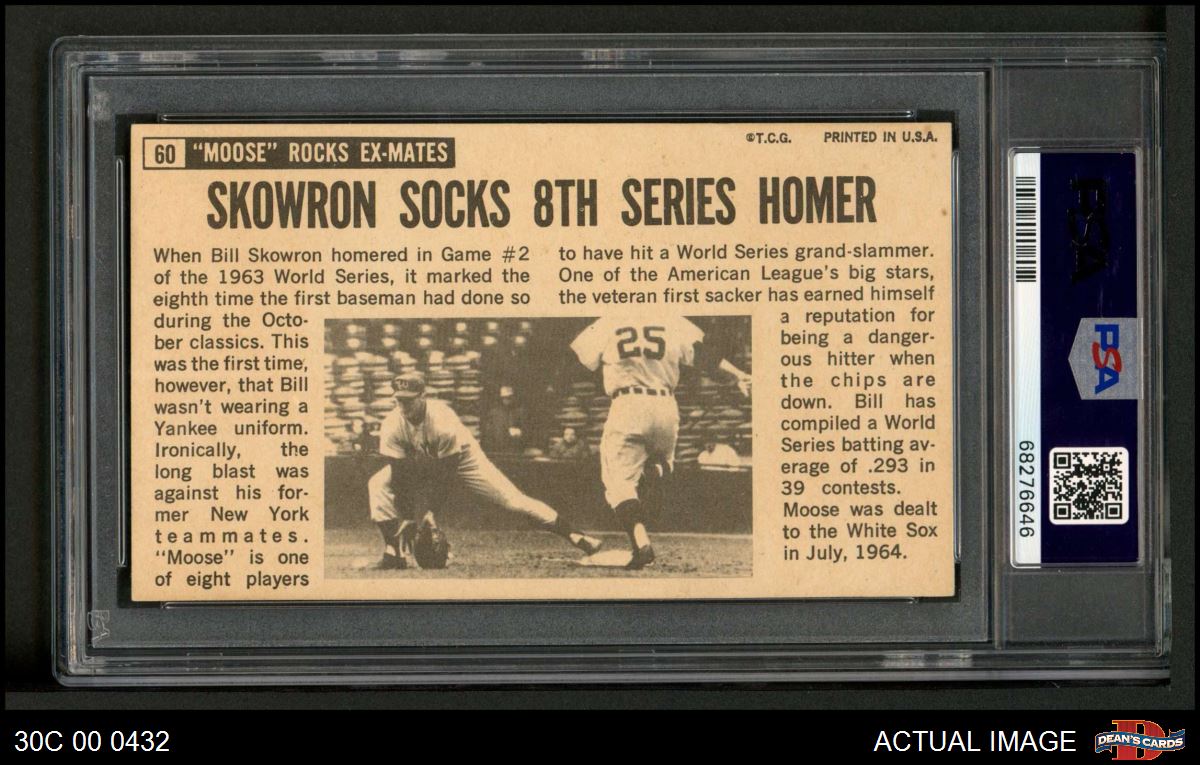 60 "MOOSE" ROCKS EX-MATES
©T.C.G. PRINTED IN U.S.A.
SKOWRON SOCKS 8TH SERIES HOMER
When Bill Skowron homered in Game #2
of the 1963 World Series, it marked the
eighth time the first baseman had done so
during the Octo-
ber classics. This
was the first time,
however, that Bill
wasn't wearing a
Yankee uniform.
Ironically, the
long blast was
against his for-
mer New York
teammates.
"Moose" is one
of eight players
to have hit a World Series grand-slammer.
One of the American League's big stars,
the veteran first sacker has earned himself
a reputation for
being a danger-
ous hitter when
the chips are
down. Bill has
compiled a World
Series batting av-
erage of .293 in
39 contests.
Moose was dealt
to the White Sox
in July, 1964.
25
PSA
PSA
68276646
30C 00 0432
ACTUAL IMAGE
D
DEAN'S CARDS